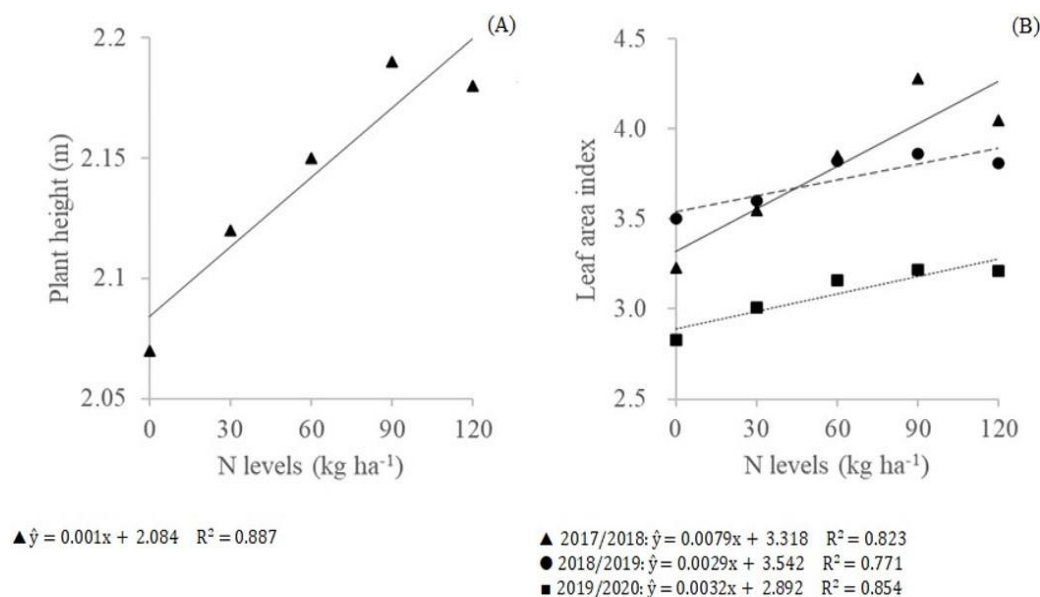 (A)
2.2
2.15
2.1
2.05
Plant height (m)
0 30 60 90 120
N levels (kg ha⁻¹)
▲ ŷ = 0.001x + 2.084 R² = 0.887
(B)
4.5
4.0
3.5
3.0
2.5
Leaf area index
0 30 60 90 120
N levels (kg ha⁻¹)
▲ 2017/2018: ŷ = 0.0079x + 3.318 R² = 0.823
● 2018/2019: ŷ = 0.0029x + 3.542 R² = 0.771
■ 2019/2020: ŷ = 0.0032x + 2.892 R² = 0.854